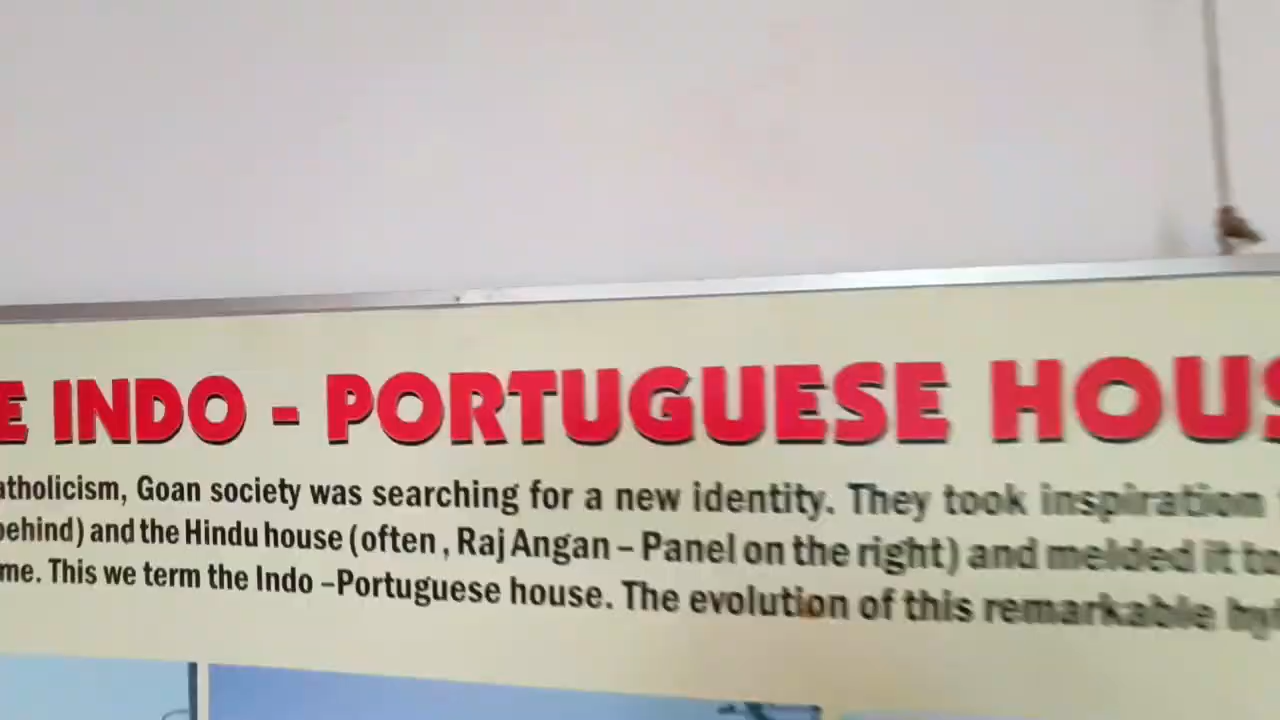 E INDO - PORTUGUESE HOUS
atholicism, Goan society was searching for a new identity. They took inspiration
behind) and the Hindu house (often , Raj Angan – Panel on the right) and melded it to
me. This we term the Indo –Portuguese house. The evolution of this remarkable hy